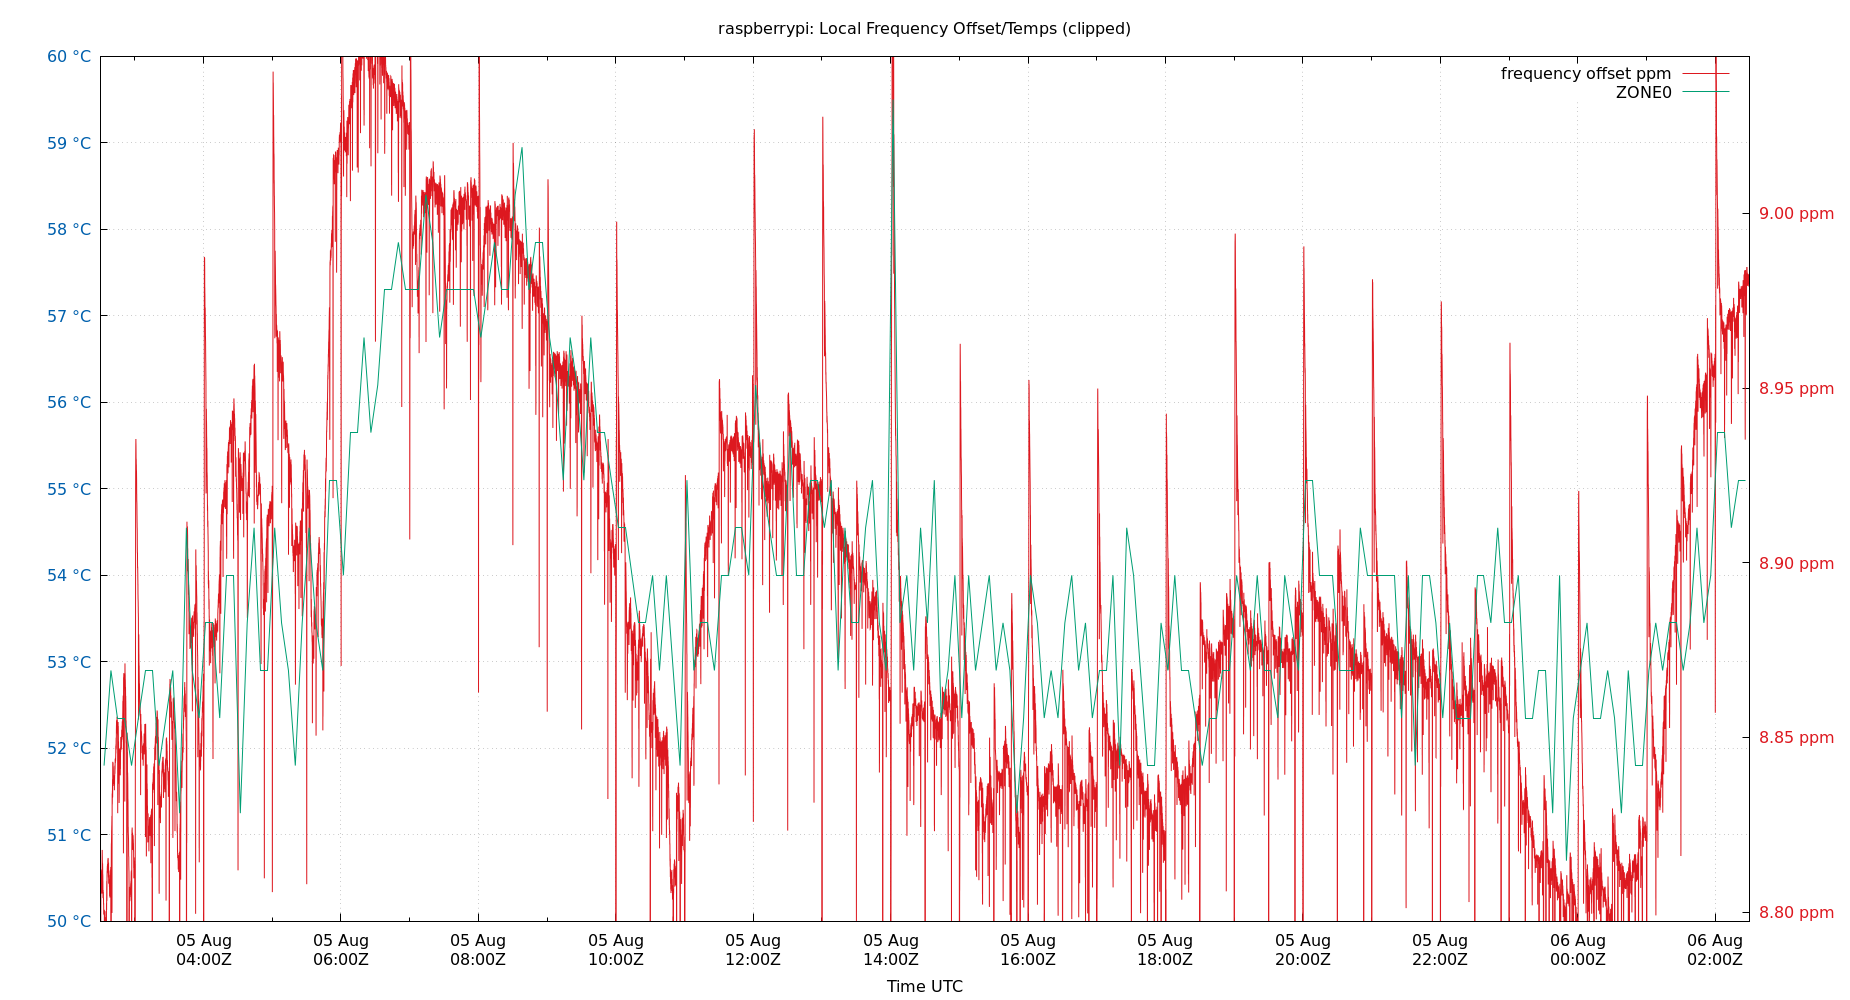 raspberrypi: Local Frequency Offset/Temps (clipped)
frequency offset ppm
ZONE0
60 °C
59 °C
58 °C
57 °C
56 °C
55 °C
54 °C
53 °C
52 °C
51 °C
50 °C
9.00 ppm
8.95 ppm
8.90 ppm
8.85 ppm
8.80 ppm
05 Aug 05 Aug 05 Aug 05 Aug 05 Aug 05 Aug 05 Aug 05 Aug 05 Aug 05 Aug 06 Aug 06 Aug
04:00Z 06:00Z 08:00Z 10:00Z 12:00Z 14:00Z 16:00Z 18:00Z 20:00Z 22:00Z 00:00Z 02:00Z
Time UTC